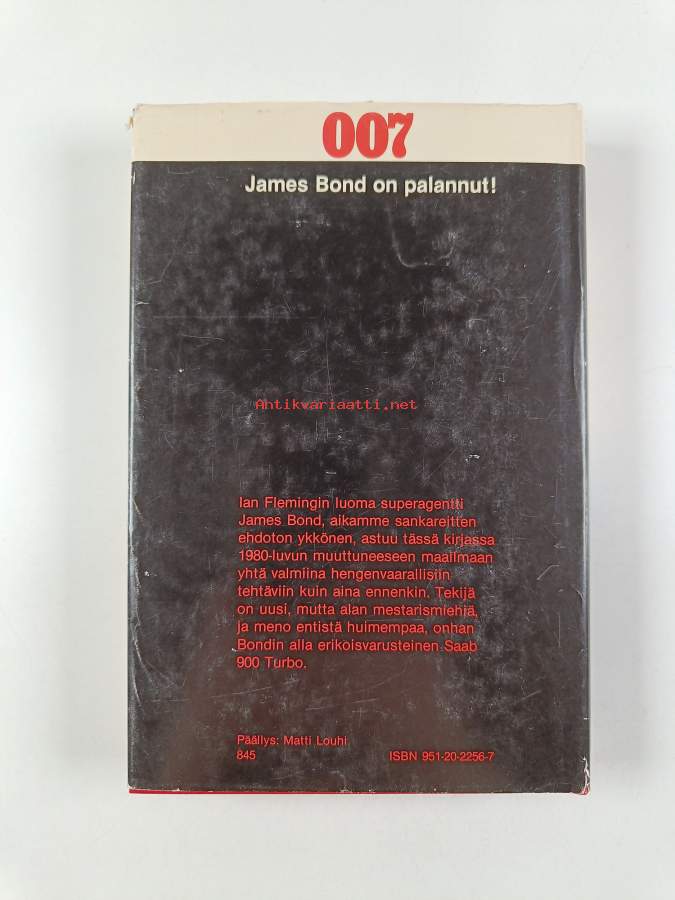 007
James Bond on palannut!
Antikvariaatti.net
Ian Flemingin luoma superagentti
James Bond, aikamme sankareitten
ehdoton ykkönen, astuu tässä kirjassa
1980-luvun muuttuneeseen maailmaan
yhtä valmiina hengenvaarallisiin
tehtäviin kuin aina ennenkin. Tekijä
on uusi, mutta alan mestarismiehiä,
ja meno entistä huimempaa, onhan
Bondin alla erikoisvarusteinen Saab
900 Turbo.
Päällys: Matti Louhi
845
ISBN 951-20-2256-7